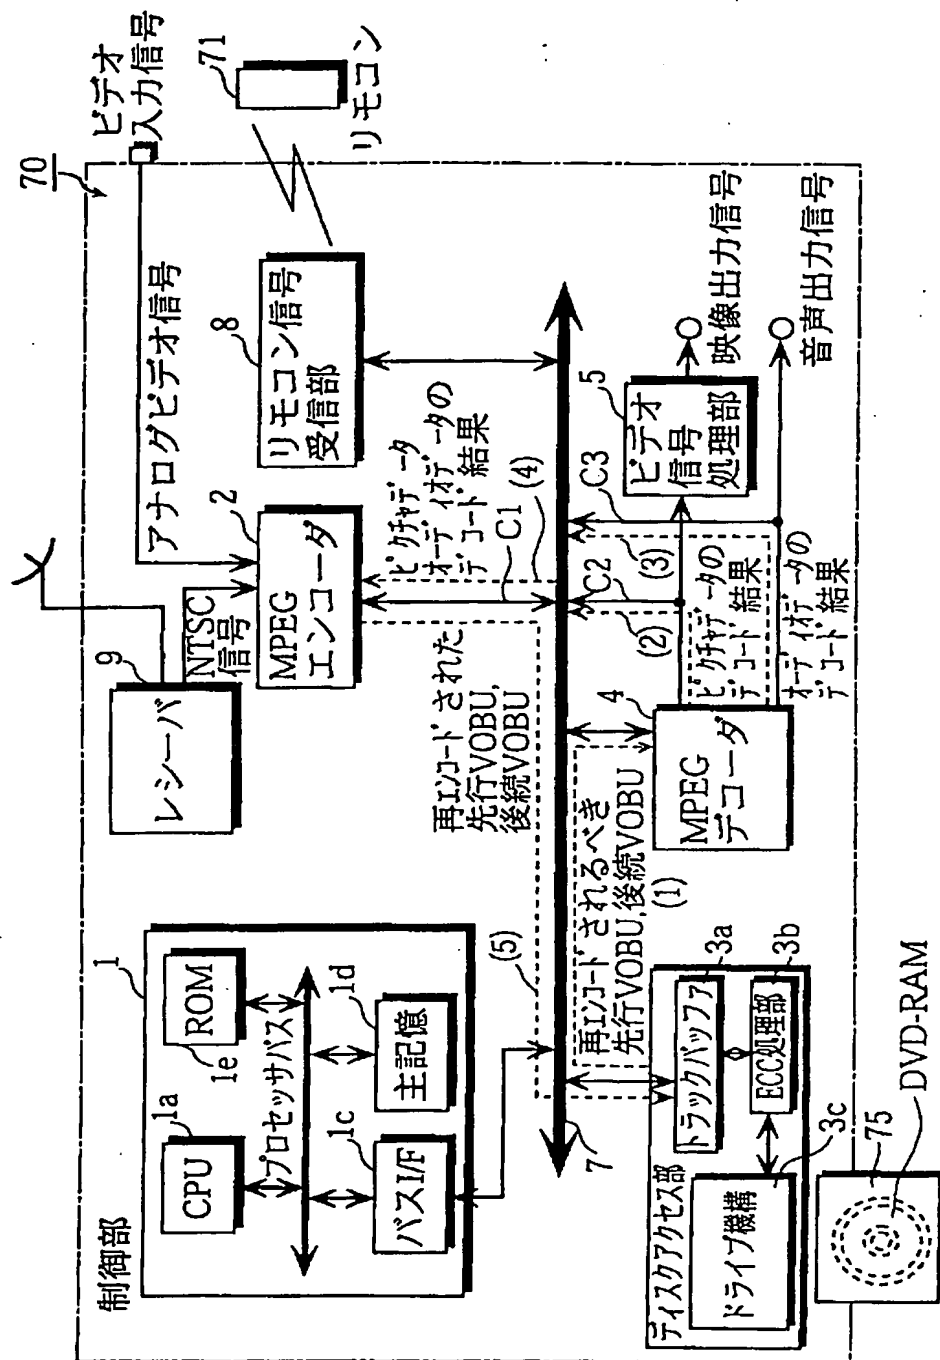 70
ビデオ
入力信号
71
リモコン
アナログビデオ信号
9
レシーバ
NTSC
信号
2
MPEG
エンコーダ
8
リモコン信号
受信部
制御部
1
CPU
1a
ROM
1e
プロセッサバス
バスI/F
1c
主記憶
1d
再エンコードされた
先行VOBU,
後続VOBU
(5)
ピクチャデータ
オーディオデータの
デコード結果
(4)
C1
7
再エンコードされるべき
先行VOBU,後続VOBU
(1)
C2
(2)
C3
(3)
4
MPEG
デコーダ
ピクチャデータの
デコード結果
オーディオデータの
デコード結果
5
ビデオ
信号
処理部
映像出力信号
音声出力信号
ディスクアクセス部
トラックバッファ
3a
ECC処理部
3b
ドライブ機構
3c
75
DVD-RAM